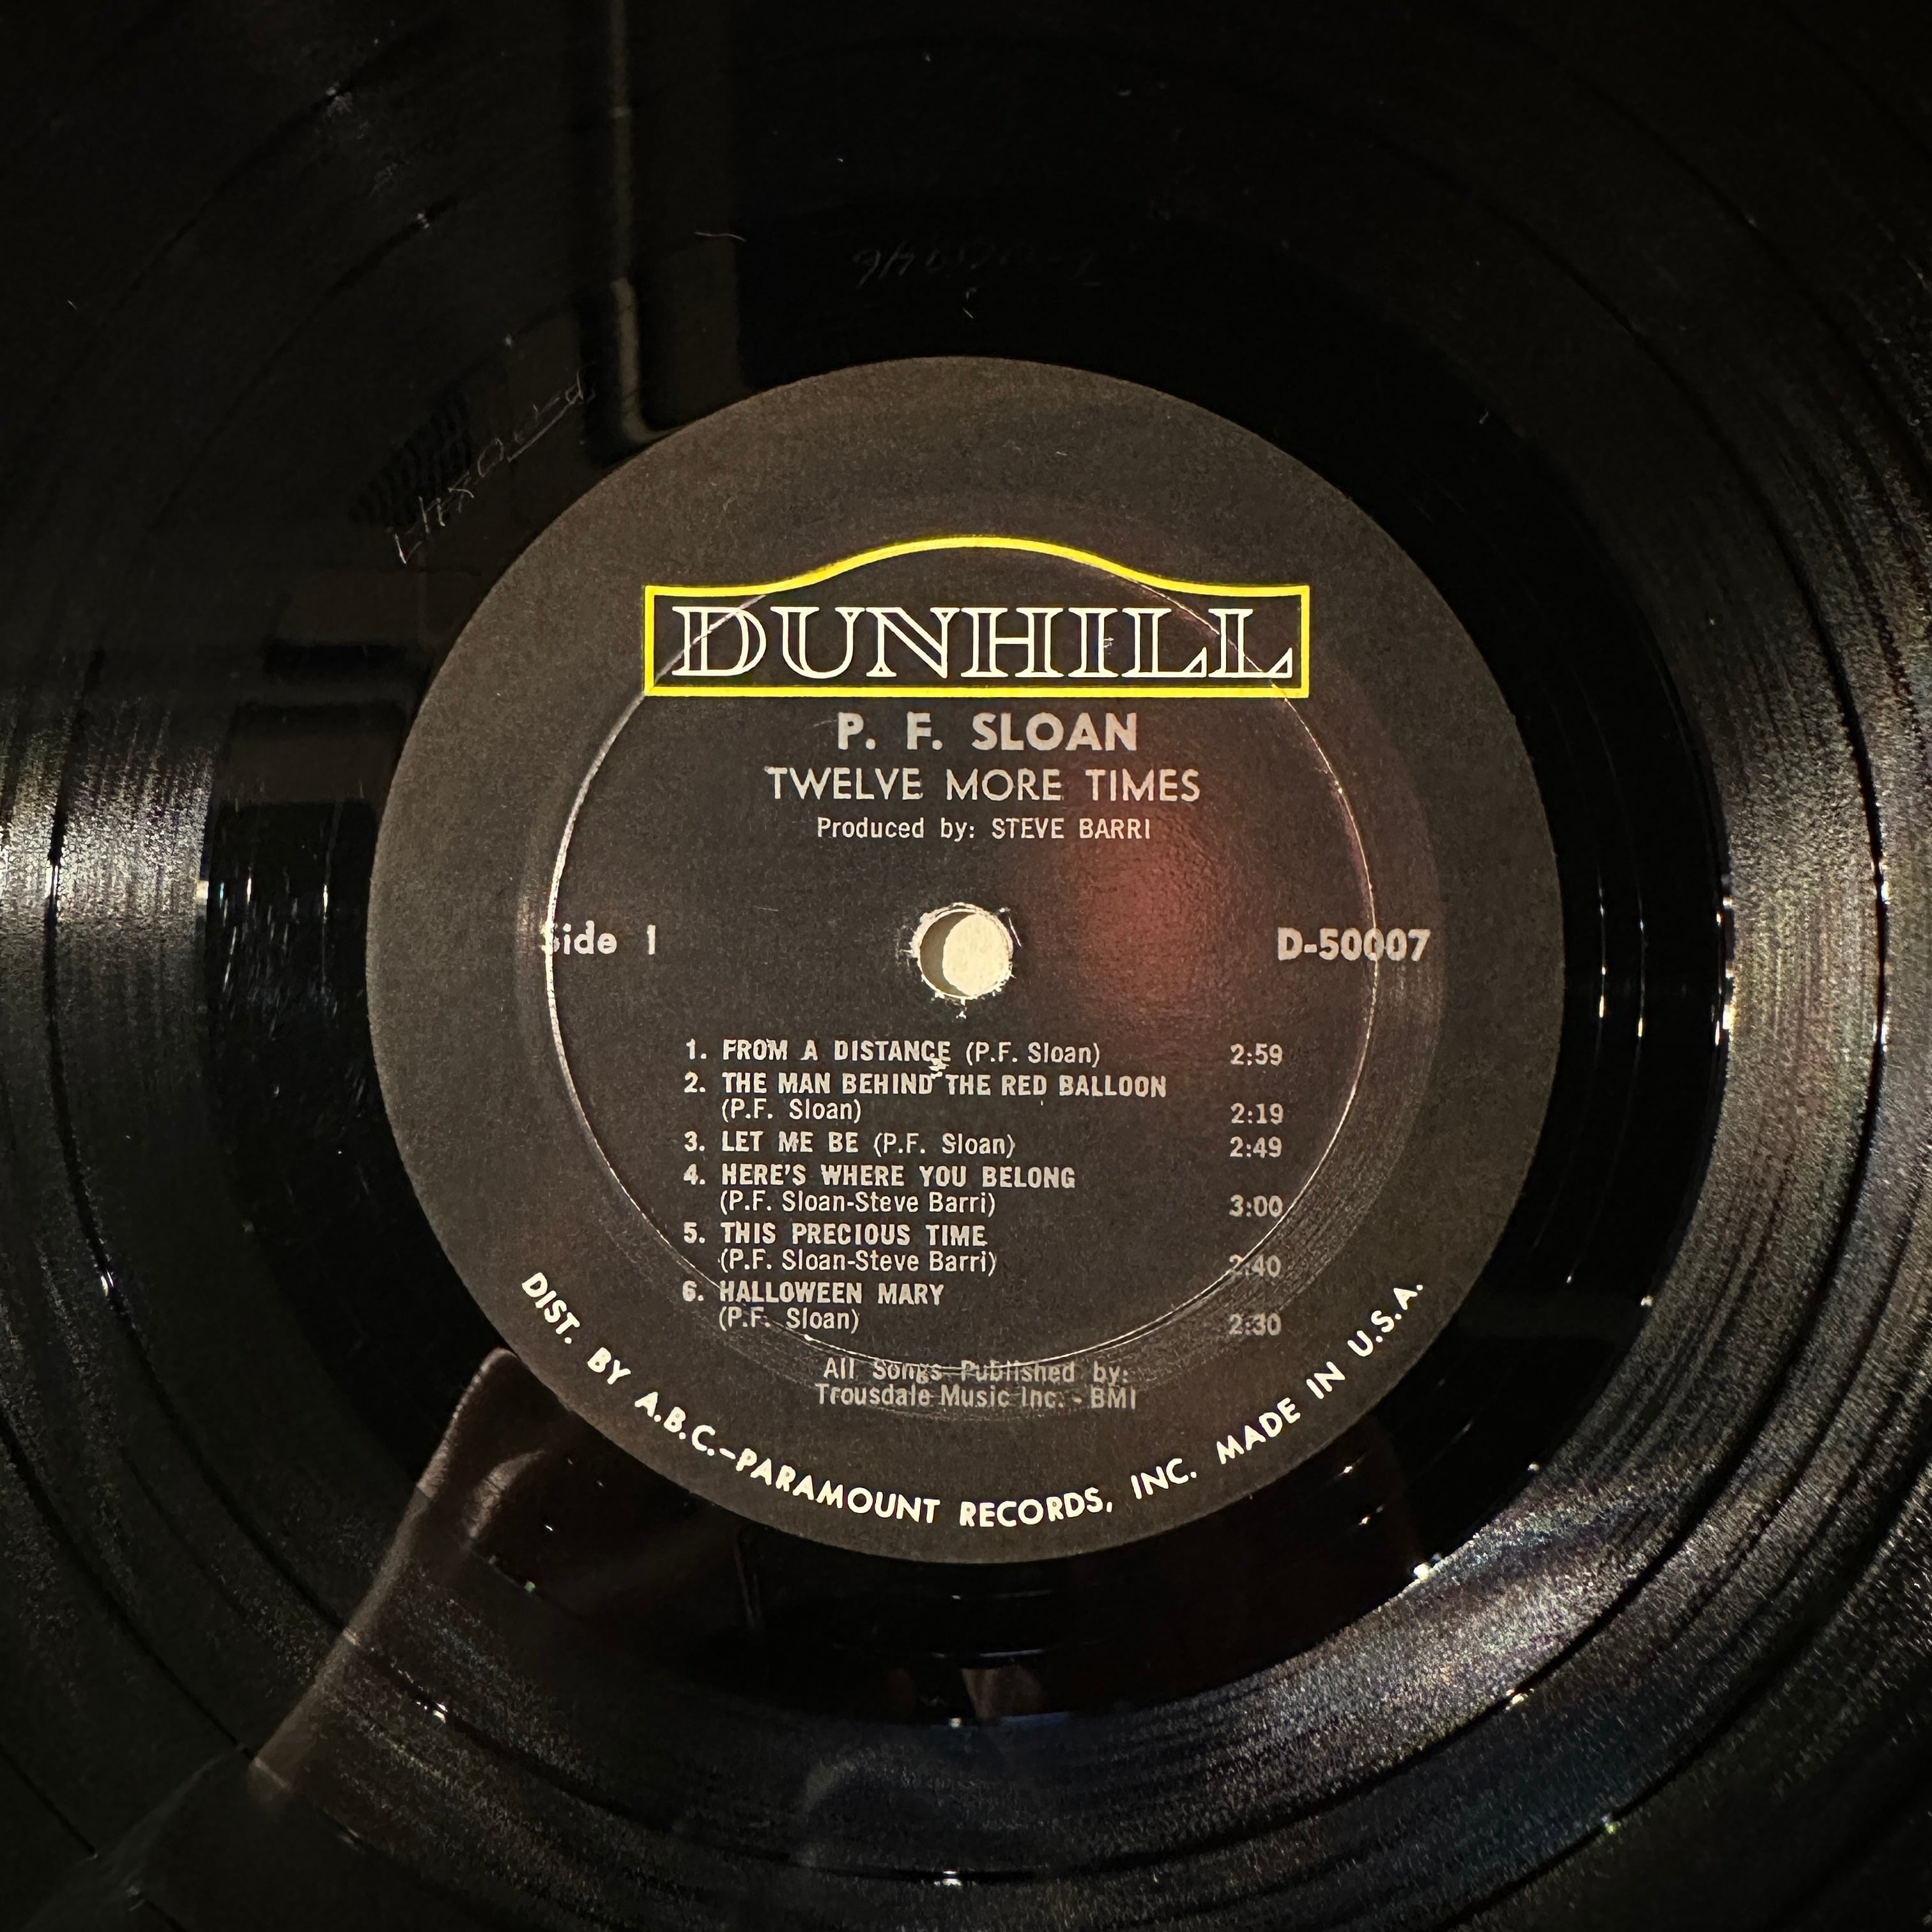 DUNHILL
P. F. SLOAN
TWELVE MORE TIMES
Produced by: STEVE BARRI
Side 1
D-50007
1. FROM A DISTANCE (P.F. Sloan) 2:59
2. THE MAN BEHIND THE RED BALLOON
(P.F. Sloan) 2:19
3. LET ME BE (P.F. Sloan) 2:49
4. HERE'S WHERE YOU BELONG
(P.F. Sloan-Steve Barri) 3:00
5. THIS PRECIOUS TIME
(P.F. Sloan-Steve Barri) 2:40
6. HALLOWEEN MARY
(P.F. Sloan) 2:30
All Songs Published by:
Trousdale Music Inc. - BMI
DIST. BY A.B.C.-PARAMOUNT RECORDS, INC. MADE IN U.S.A.